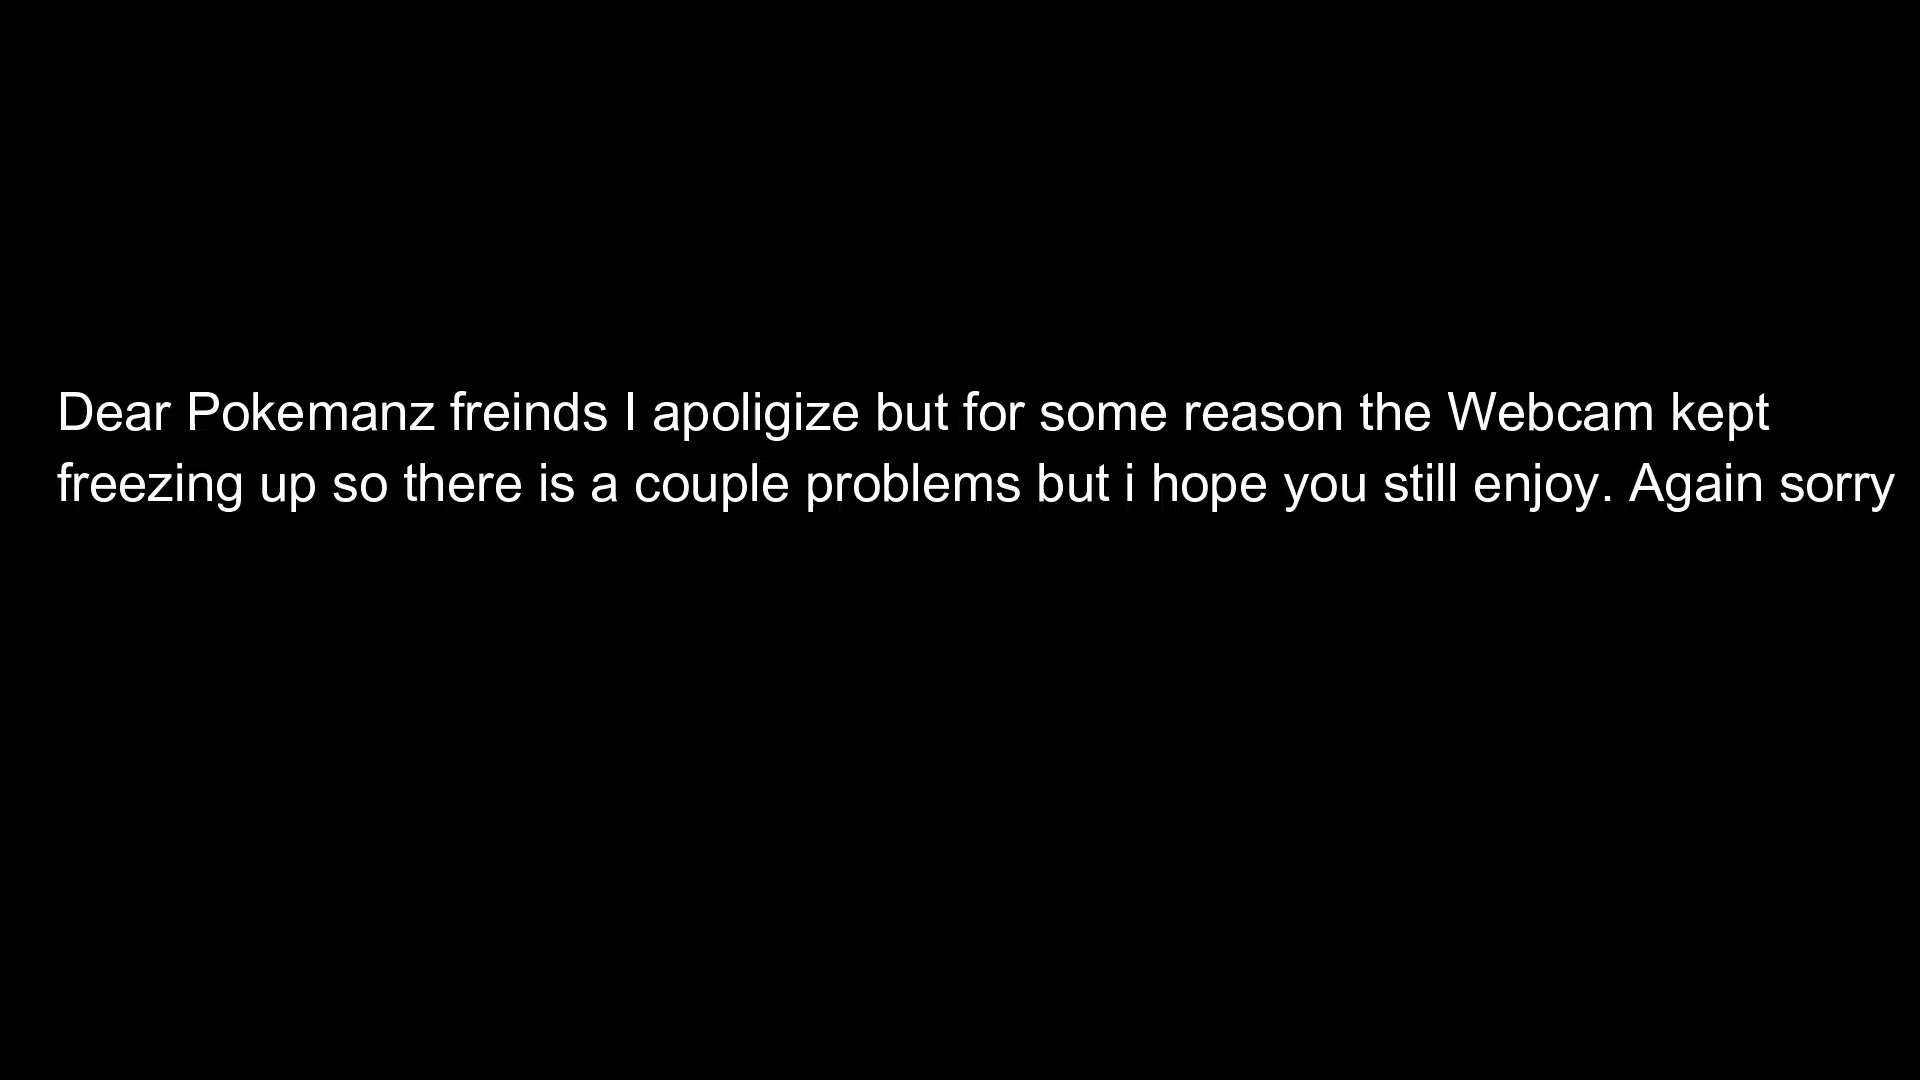 Dear Pokemanz freinds I apoligize but for some reason the Webcam kept
freezing up so there is a couple problems but i hope you still enjoy. Again sorry